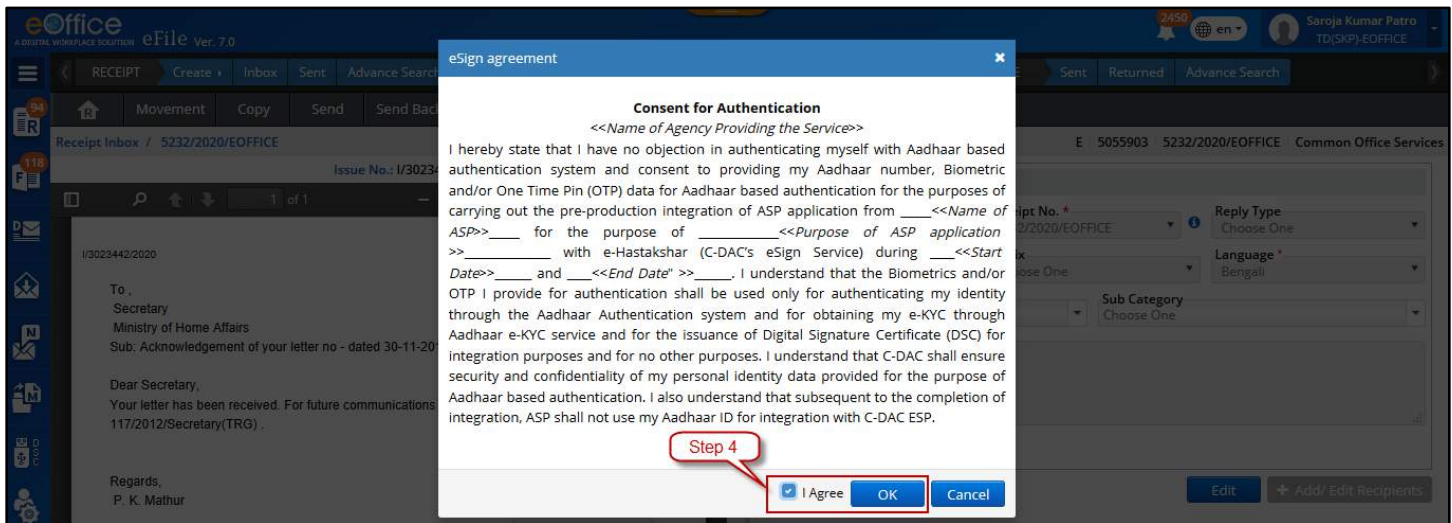 eOffice
A DIGITAL WORKPLACE SOLUTION eFile Ver. 7.0
2450
en
Saroja Kumar Patro
TD(SKP)-EOFFICE
RECEIPT Create Inbox Sent Advance Search
Sent Returned Advance Search
Movement Copy Send Send Back
Receipt Inbox / 5232/2020/EOFFICE
E 5055903 5232/2020/EOFFICE Common Office Services
Issue No.: I/30234
94
R
118
F
D
N
M
DSC
1 of 1
I/3023442/2020
To ,
Secretary
Ministry of Home Affairs
Sub: Acknowledgement of your letter no - dated 30-11-20
Dear Secretary,
Your letter has been received. For future communications
117/2012/Secretary(TRG) .
Regards,
P. K. Mathur
eSign agreement
Consent for Authentication
<<Name of Agency Providing the Service>>
I hereby state that I have no objection in authenticating myself with Aadhaar based
authentication system and consent to providing my Aadhaar number, Biometric
and/or One Time Pin (OTP) data for Aadhaar based authentication for the purposes of
carrying out the pre-production integration of ASP application from ____<<Name of
ASP>>____ for the purpose of ___________<<Purpose of ASP application
>>____________ with e-Hastakshar (C-DAC's eSign Service) during ___<<Start
Date>>_____ and ___<<End Date" >>_____. I understand that the Biometrics and/or
OTP I provide for authentication shall be used only for authenticating my identity
through the Aadhaar Authentication system and for obtaining my e-KYC through
Aadhaar e-KYC service and for the issuance of Digital Signature Certificate (DSC) for
integration purposes and for no other purposes. I understand that C-DAC shall ensure
security and confidentiality of my personal identity data provided for the purpose of
Aadhaar based authentication. I also understand that subsequent to the completion of
integration, ASP shall not use my Aadhaar ID for integration with C-DAC ESP.
Step 4
I Agree OK Cancel
ipt No. * Reply Type
2/2020/EOFFICE Choose One
ix Language *
oose One Bengali
Sub Category
Choose One
Edit + Add/ Edit Recipients